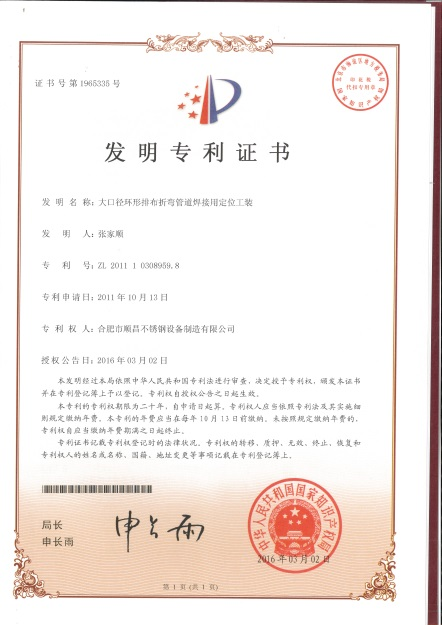 证书号第1965335号
印花税
代扣专用章
发明专利证书
发 明 名 称：大口径环形排布折弯管道焊接用定位工装
发 明 人：张家顺
专 利 号：ZL 2011 1 0308959.8
专利申请日：2011年10月13日
专 利 权 人：合肥市顺昌不锈钢设备制造有限公司
授权公告日：2016年03月02日
本发明经过本局依照中华人民共和国专利法进行审查，决定授予专利权，颁发本证书
并在专利登记簿上予以登记。专利权自授权公告之日起生效。
本专利的专利权期限为二十年，自申请日起算。专利权人应当依照专利法及其实施细
则规定缴纳年费。本专利的年费应当在每年10月13日前缴纳。未按照规定缴纳年费的，
专利权自应当缴纳年费期满之日起终止。
专利证书记载专利权登记时的法律状况。专利权的转移、质押、无效、终止、恢复和
专利权人的姓名或名称、国籍、地址变更等事项记载在专利登记簿上。
局长
申长雨
申长雨
中华人民共和国国家知识产权局
2016年03月02日
第 1 页 (共 1 页)